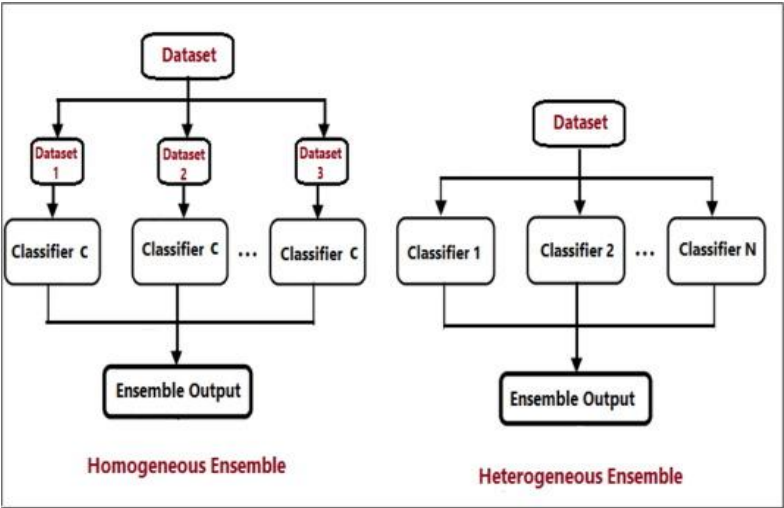 Dataset
Dataset
1
Dataset
2
Dataset
3
Classifier C
Classifier C
...
Classifier C
Ensemble Output
Homogeneous Ensemble
Dataset
Classifier 1
Classifier 2
...
Classifier N
Ensemble Output
Heterogeneous Ensemble